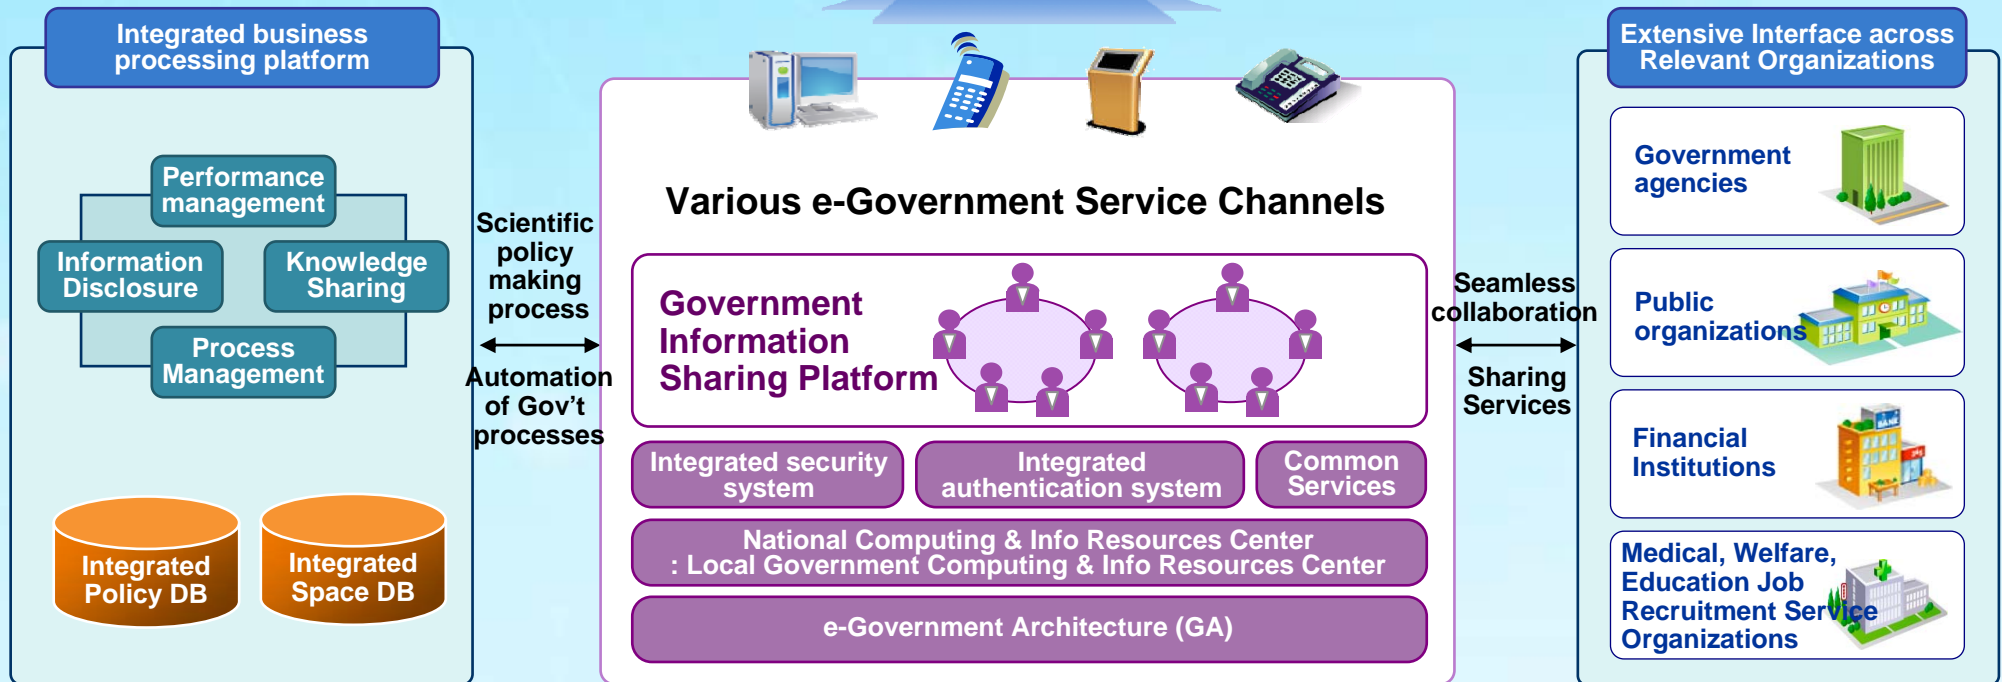 Integrated business
processing platform
Performance
management
Information
Disclosure
Knowledge
Sharing
Process
Management
Integrated
Policy DB
Integrated
Space DB
Scientific
policy
making
process
Automation
of Gov’t
processes
Various e-Government Service Channels
Government
Information
Sharing Platform
Integrated security
system
Integrated
authentication system
Common
Services
National Computing & Info Resources Center
: Local Government Computing & Info Resources Center
e-Government Architecture (GA)
Seamless
collaboration
Sharing
Services
Extensive Interface across
Relevant Organizations
Government
agencies
Public
organizations
Financial
Institutions
BANK
Medical, Welfare,
Education Job
Recruitment Service
Organizations